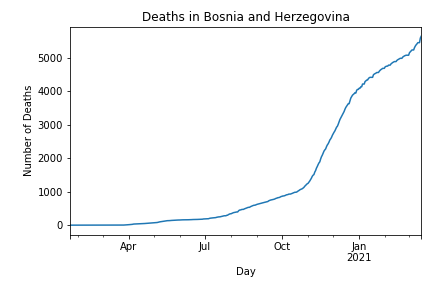 Deaths in Bosnia and Herzegovina
5000
4000
3000
2000
1000
0
Number of Deaths
Apr
Jul
Oct
Jan
2021
Day